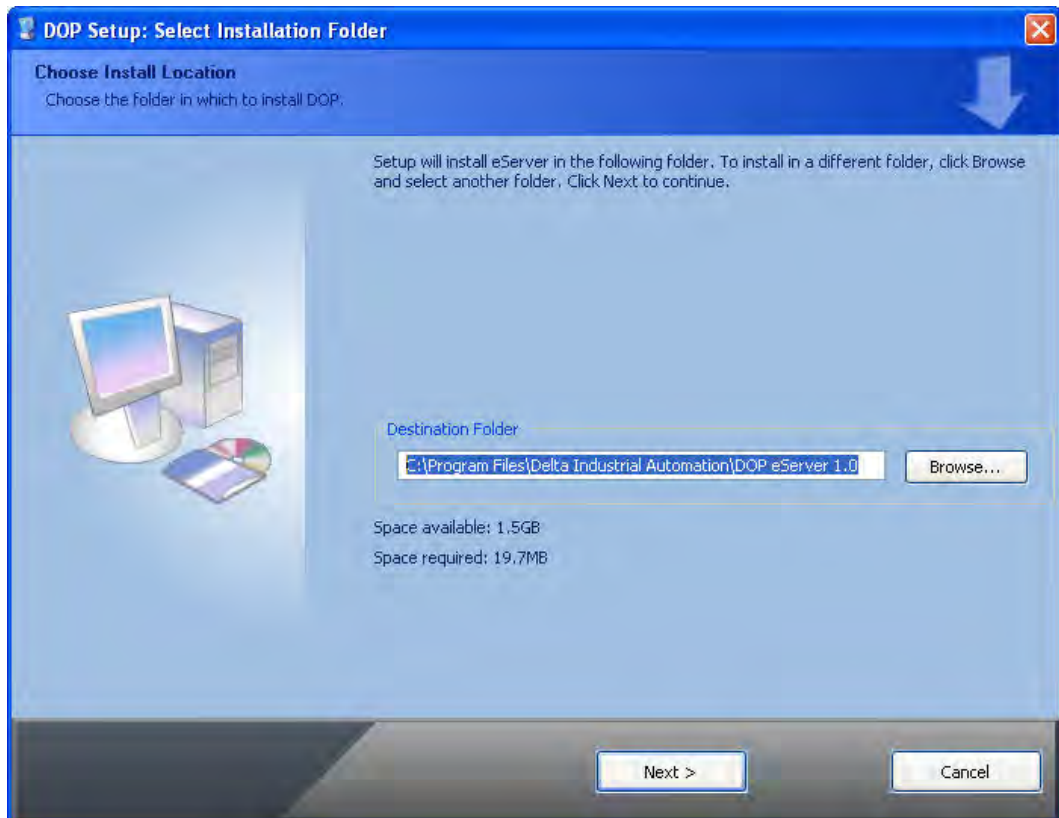 DOP Setup: Select Installation Folder
Choose Install Location
Choose the folder in which to install DOP.
Setup will install eServer in the following folder. To install in a different folder, click Browse
and select another folder. Click Next to continue.
Destination Folder
C:\Program Files\Delta Industrial Automation\DOP eServer 1.0
Browse...
Space available: 1.5GB
Space required: 19.7MB
Next >
Cancel